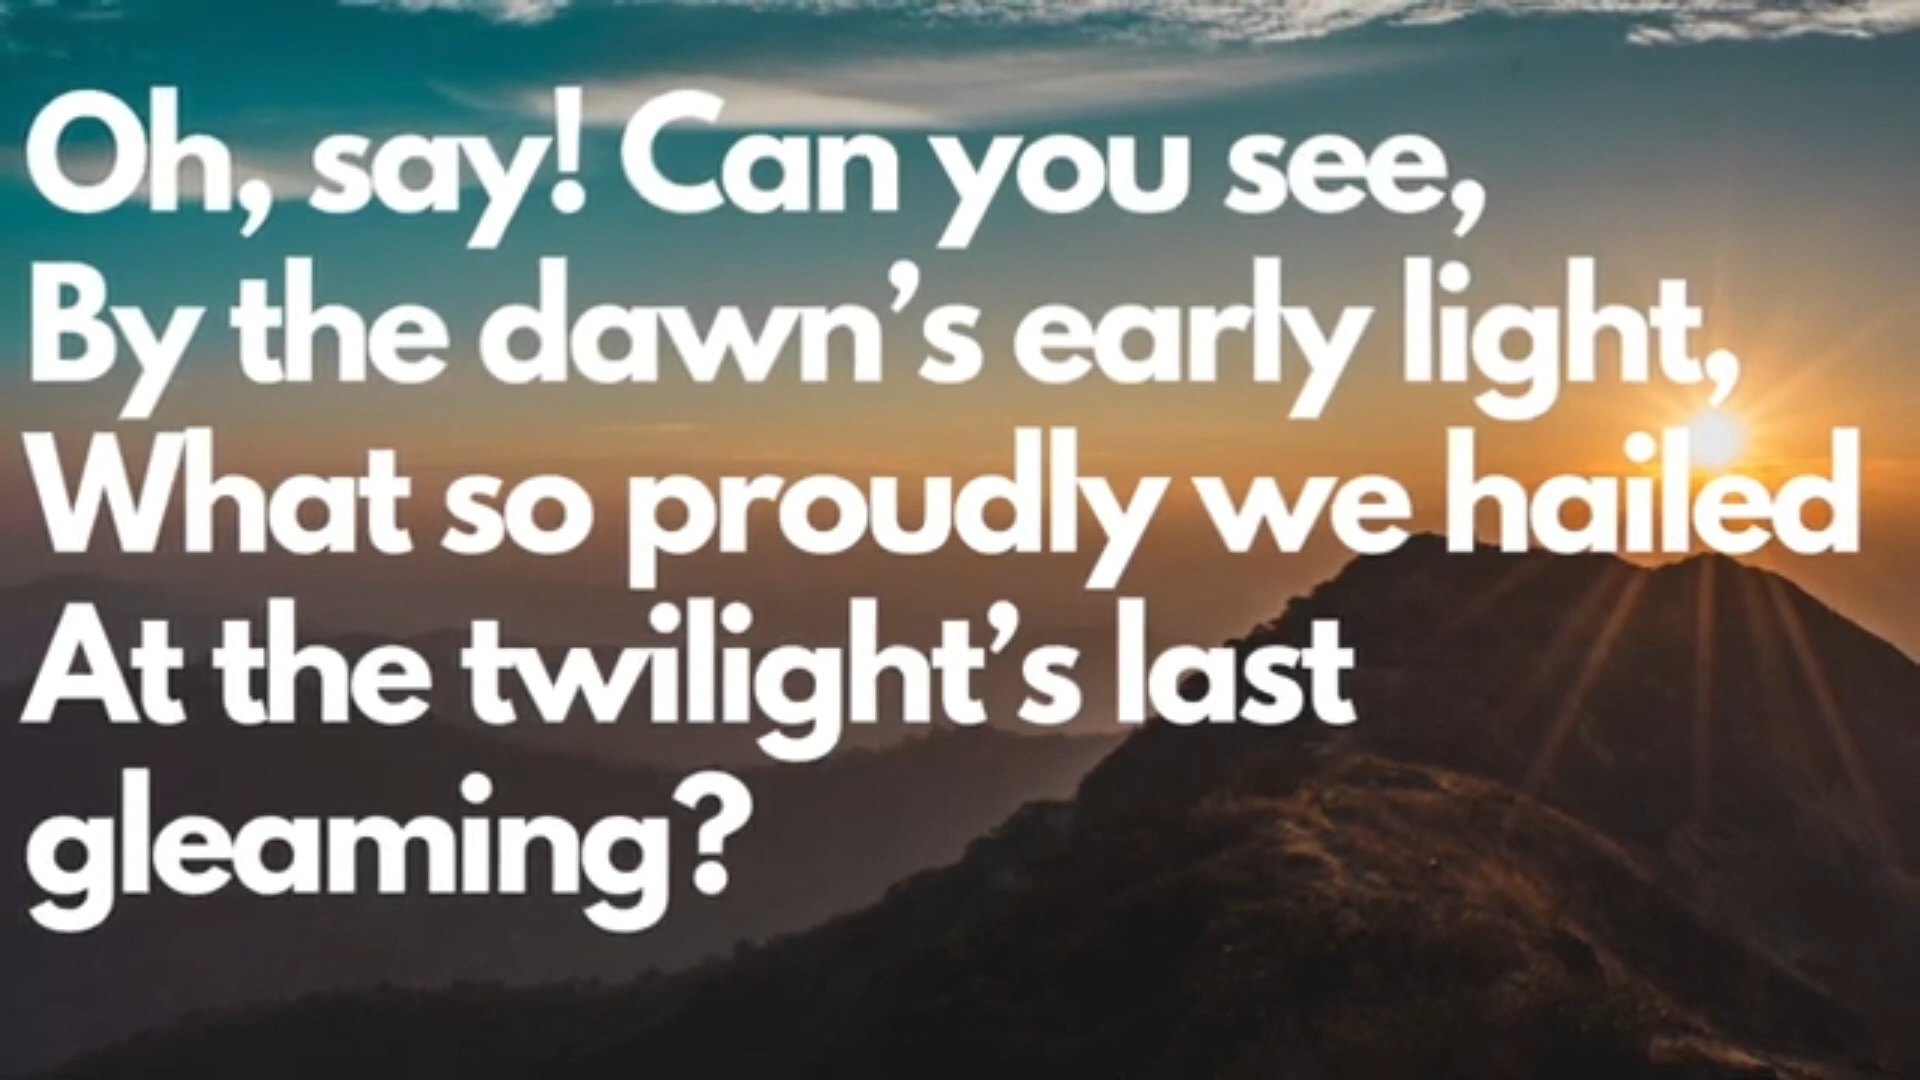 Oh, say! Can you see,
By the dawn’s early light,
What so proudly we hailed
At the twilight’s last
gleaming?